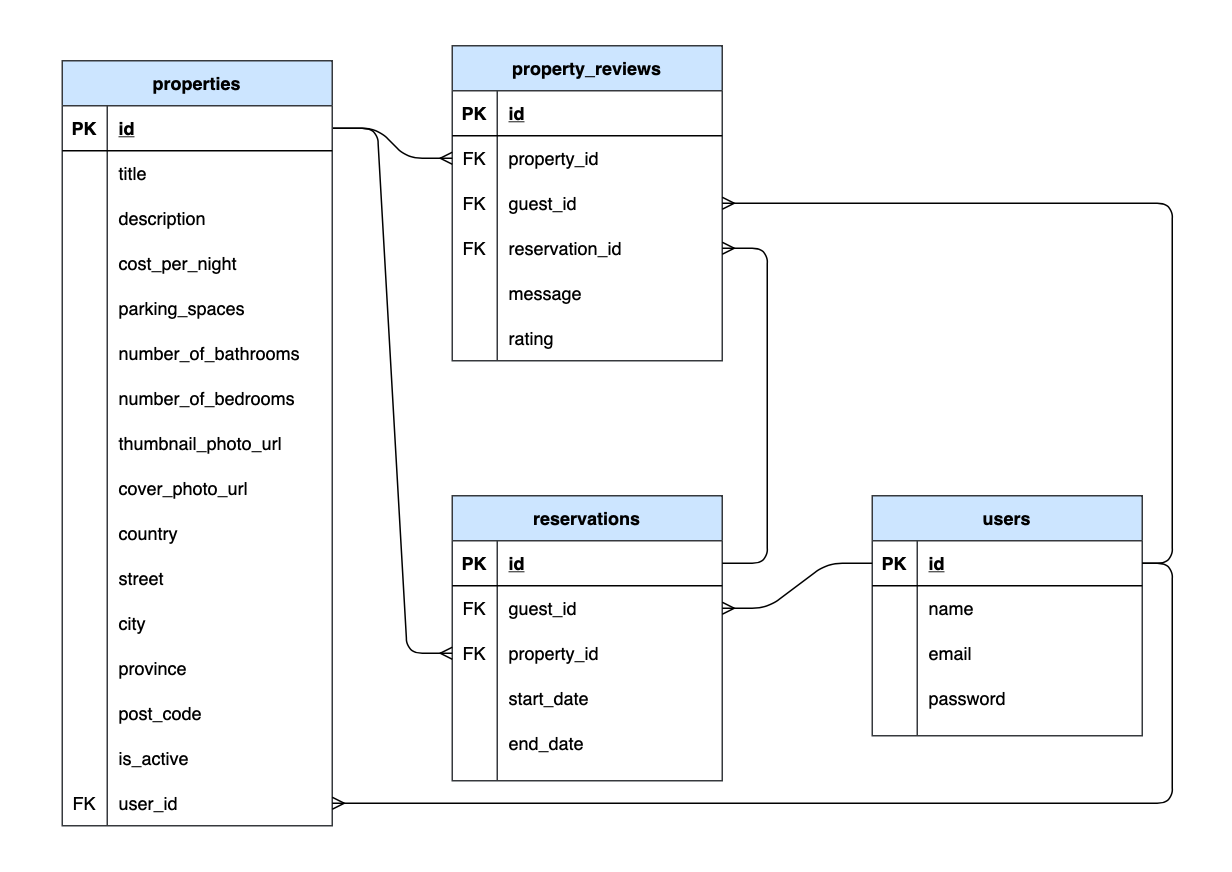 properties
PK id
title
description
cost_per_night
parking_spaces
number_of_bathrooms
number_of_bedrooms
thumbnail_photo_url
cover_photo_url
country
street
city
province
post_code
is_active
FK user_id
property_reviews
PK id
FK property_id
FK guest_id
FK reservation_id
message
rating
reservations
PK id
FK guest_id
FK property_id
start_date
end_date
users
PK id
name
email
password